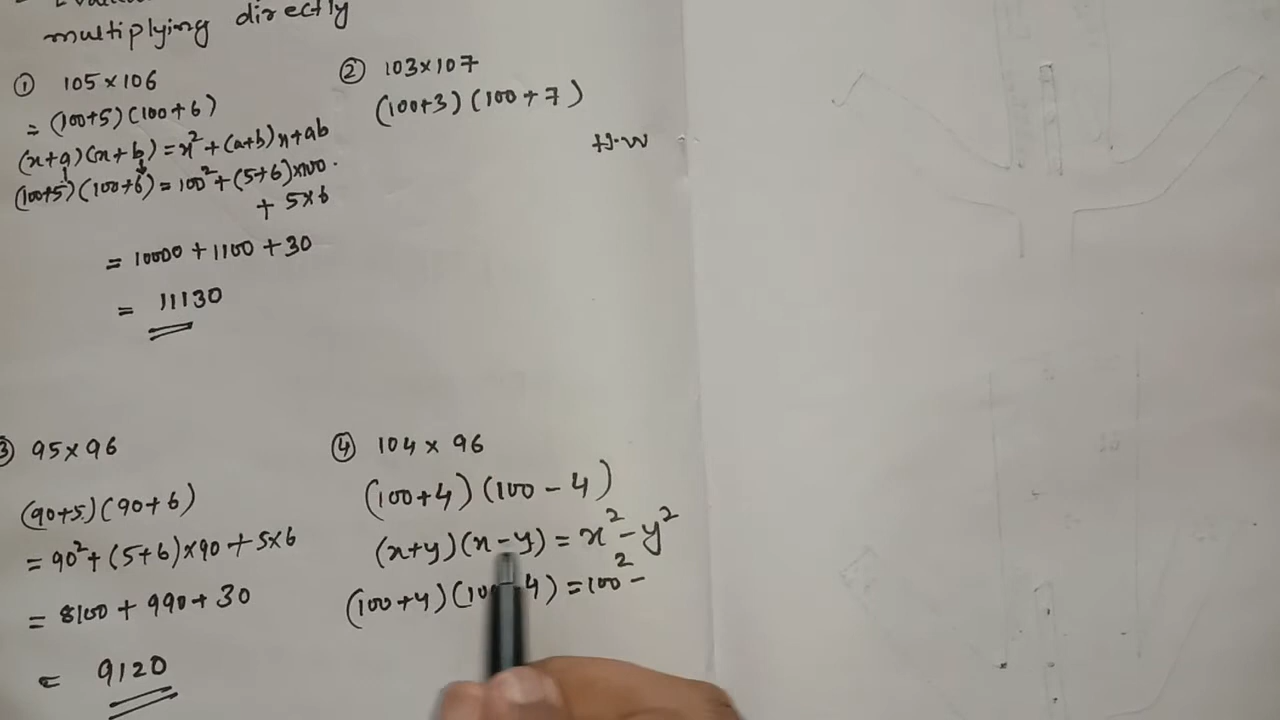 multiplying directly
① 105 × 106
= (100+5) (100+6)
(x+a) (x+b) = x² + (a+b) x + ab
(100+5) (100+6) = 100² + (5+6)×100.
+ 5×6
= 10000 + 1100 + 30
= 11130
② 103×107
(100+3) (100+7)
H.W
③ 95×96
(90+5) (90+6)
= 90² + (5+6)×90 + 5×6
= 8100 + 990 + 30
= 9120
④ 104 × 96
(100+4) (100-4)
(x+y) (x-y) = x² - y²
(100+4) (100-4) = 100² -